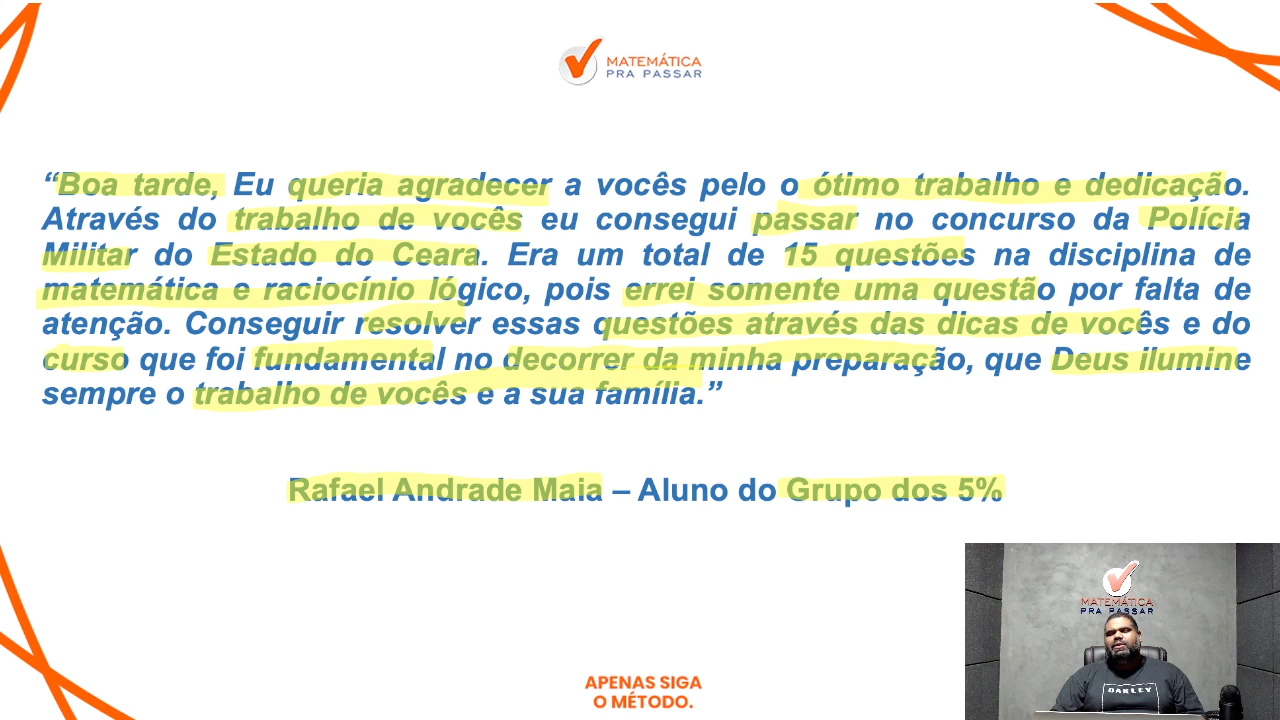 MATEMÁTICA
PRA PASSAR
“Boa tarde, Eu queria agradecer a vocês pelo o ótimo trabalho e dedicação.
Através do trabalho de vocês eu consegui passar no concurso da Polícia
Militar do Estado do Ceara. Era um total de 15 questões na disciplina de
matemática e raciocínio lógico, pois errei somente uma questão por falta de
atenção. Conseguir resolver essas questões através das dicas de vocês e do
curso que foi fundamental no decorrer da minha preparação, que Deus ilumine
sempre o trabalho de vocês e a sua família.”
Rafael Andrade Maia – Aluno do Grupo dos 5%
MATEMÁTICA
PRA PASSAR
OAKLEY
APENAS SIGA
O MÉTODO.